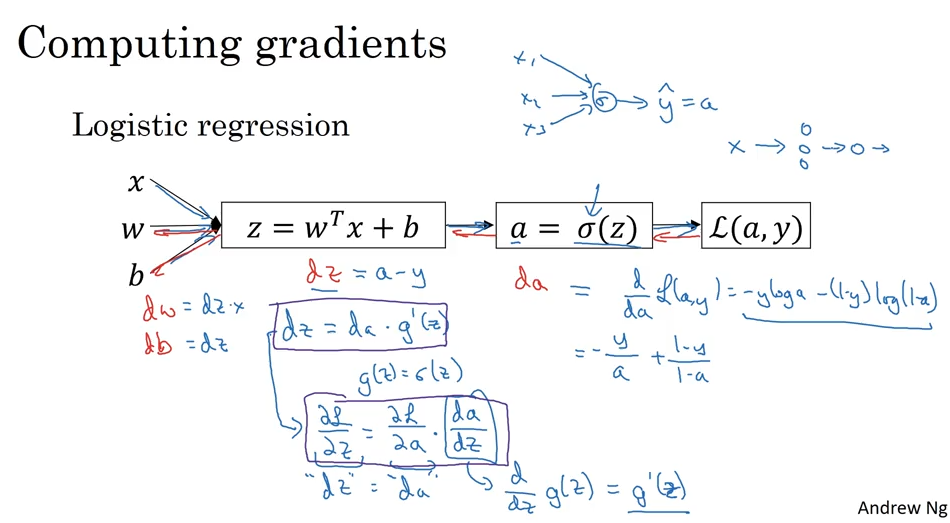 Computing gradients
x₁
x₂
x₃
σ → ŷ = a
Logistic regression
x → o o o → o →
x
w
b
z = wᵀx + b
a = σ(z)
ℒ(a, y)
dz = a - y
da = d/da ℒ(a,y) = -y log a - (1-y) log(1-a)
dw = dz·x
db = dz
dz = da · g'(z)
= -y/a + (1-y)/(1-a)
g(z) = σ(z)
∂ℒ/∂z = ∂ℒ/∂a · da/dz
"dz" = "da"
d/dz g(z) = g'(z)
Andrew Ng